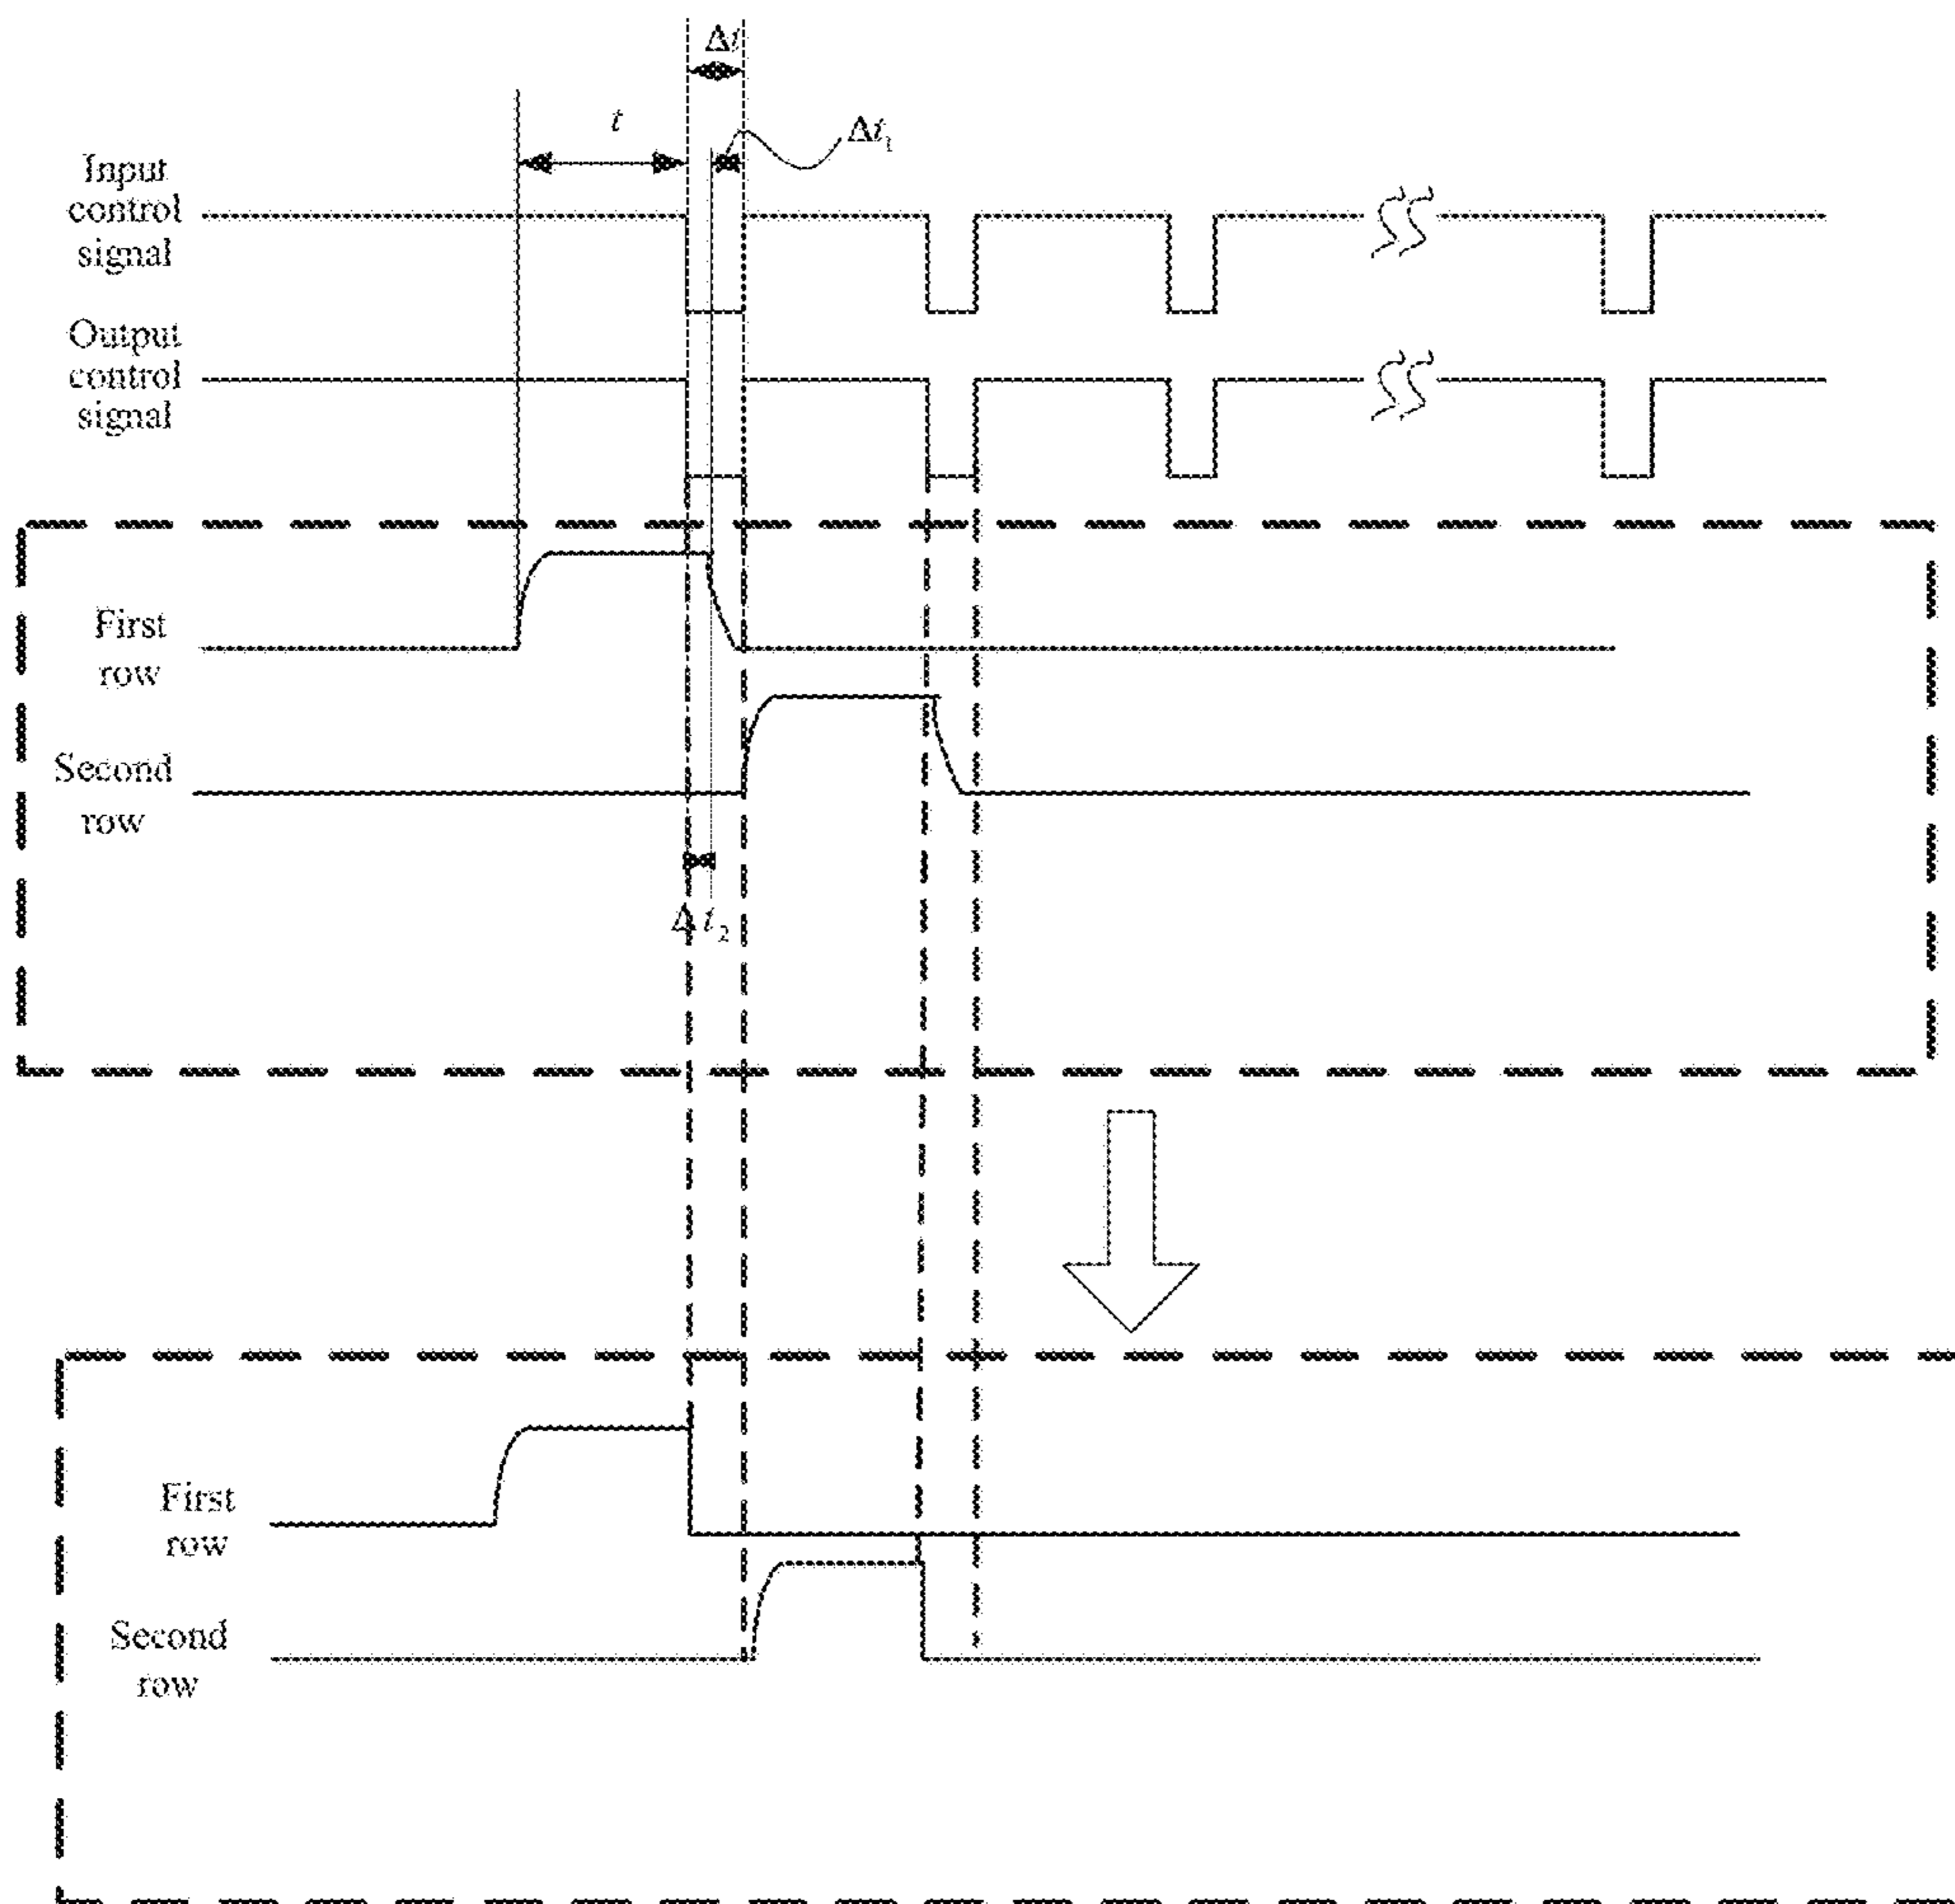 Δt
t
Δt₁
Input
control
signal
Output
control
signal
First
row
Second
row
Δt₂
First
row
Second
row